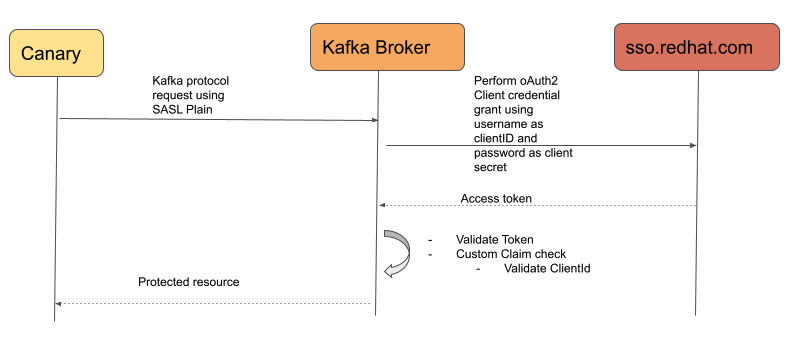 Canary
Kafka Broker
sso.redhat.com
Kafka protocol
request using
SASL Plain
Perform oAuth2
Client credential
grant using
username as
clientID and
password as client
secret
Access token
- Validate Token
- Custom Claim check
- Validate ClientId
Protected resource